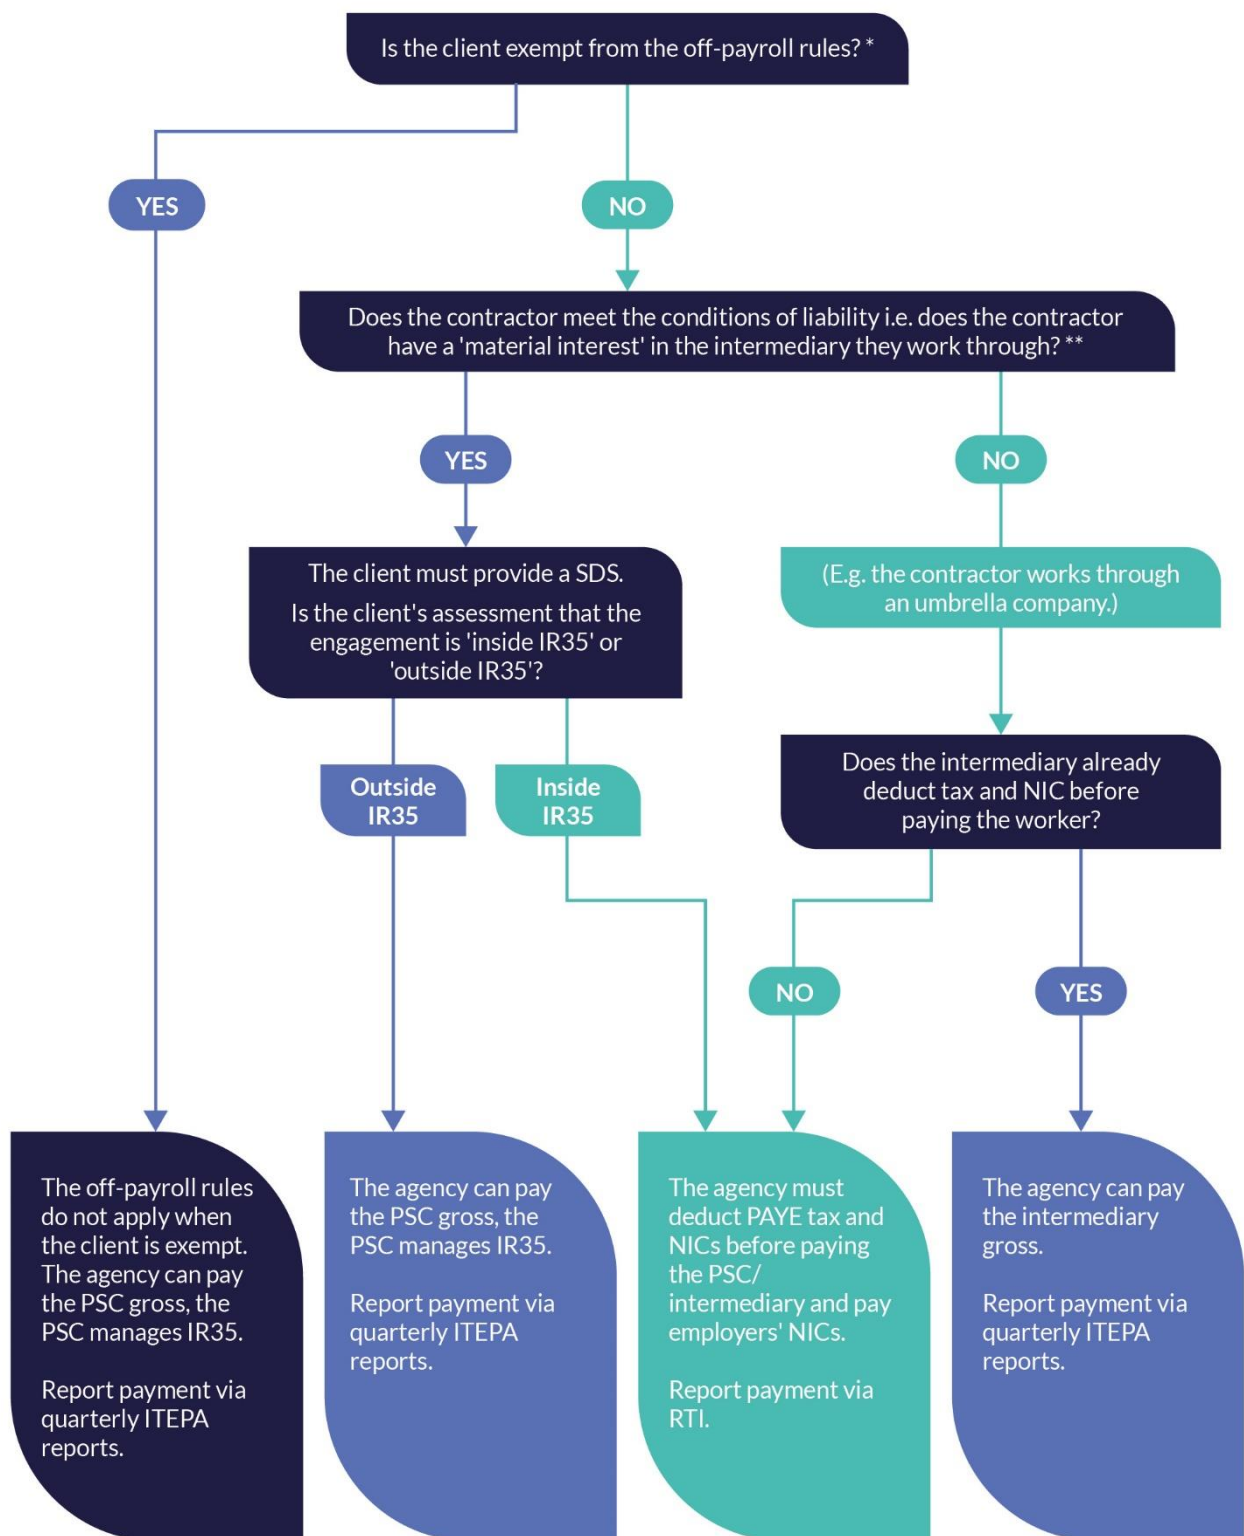 Is the client exempt from the off-payroll rules? *
YES
NO
Does the contractor meet the conditions of liability i.e. does the contractor
have a 'material interest' in the intermediary they work through? **
YES
NO
The client must provide a SDS.
Is the client's assessment that the
engagement is 'inside IR35' or
'outside IR35'?
(E.g. the contractor works through
an umbrella company.)
Outside
IR35
Inside
IR35
Does the intermediary already
deduct tax and NIC before
paying the worker?
NO
YES
The off-payroll rules
do not apply when
the client is exempt.
The agency can pay
the PSC gross, the
PSC manages IR35.
Report payment via
quarterly ITEPA
reports.
The agency can pay
the PSC gross, the
PSC manages IR35.
Report payment via
quarterly ITEPA
reports.
The agency must
deduct PAYE tax and
NICs before paying
the PSC/
intermediary and pay
employers' NICs.
Report payment via
RTI.
The agency can pay
the intermediary
gross.
Report payment via
quarterly ITEPA
reports.